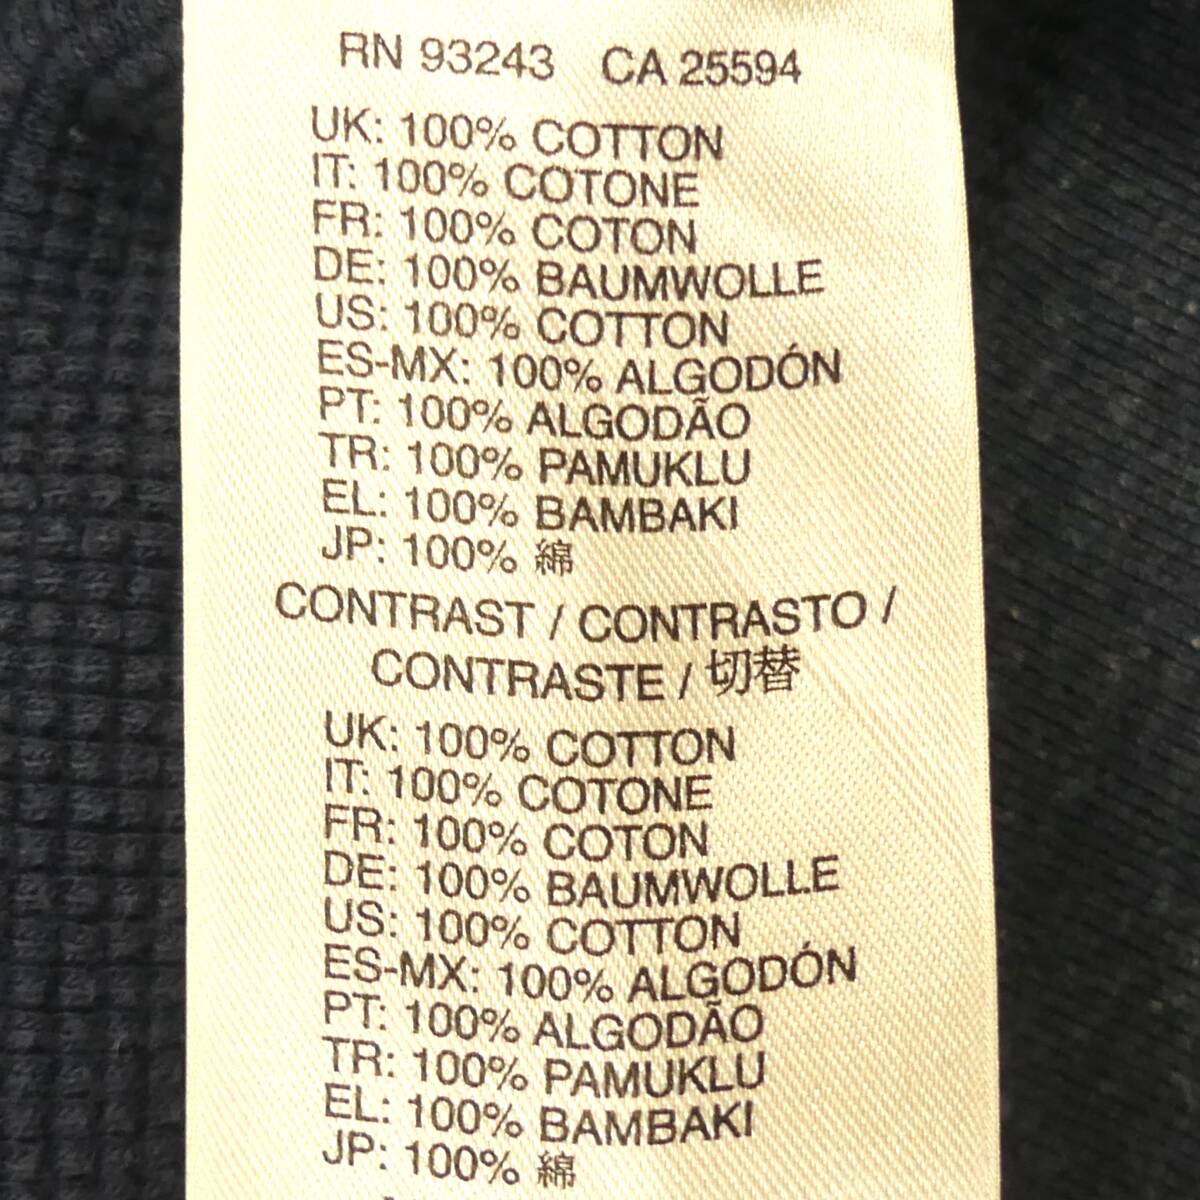 RN 93243 CA 25594
UK: 100% COTTON
IT: 100% COTONE
FR: 100% COTON
DE: 100% BAUMWOLLE
US: 100% COTTON
ES-MX: 100% ALGODÓN
PT: 100% ALGODÃO
TR: 100% PAMUKLU
EL: 100% BAMBAKI
JP: 100% 綿
CONTRAST / CONTRASTO /
CONTRASTE / 切替
UK: 100% COTTON
IT: 100% COTONE
FR: 100% COTON
DE: 100% BAUMWOLLE
US: 100% COTTON
ES-MX: 100% ALGODÓN
PT: 100% ALGODÃO
TR: 100% PAMUKLU
EL: 100% BAMBAKI
JP: 100% 綿